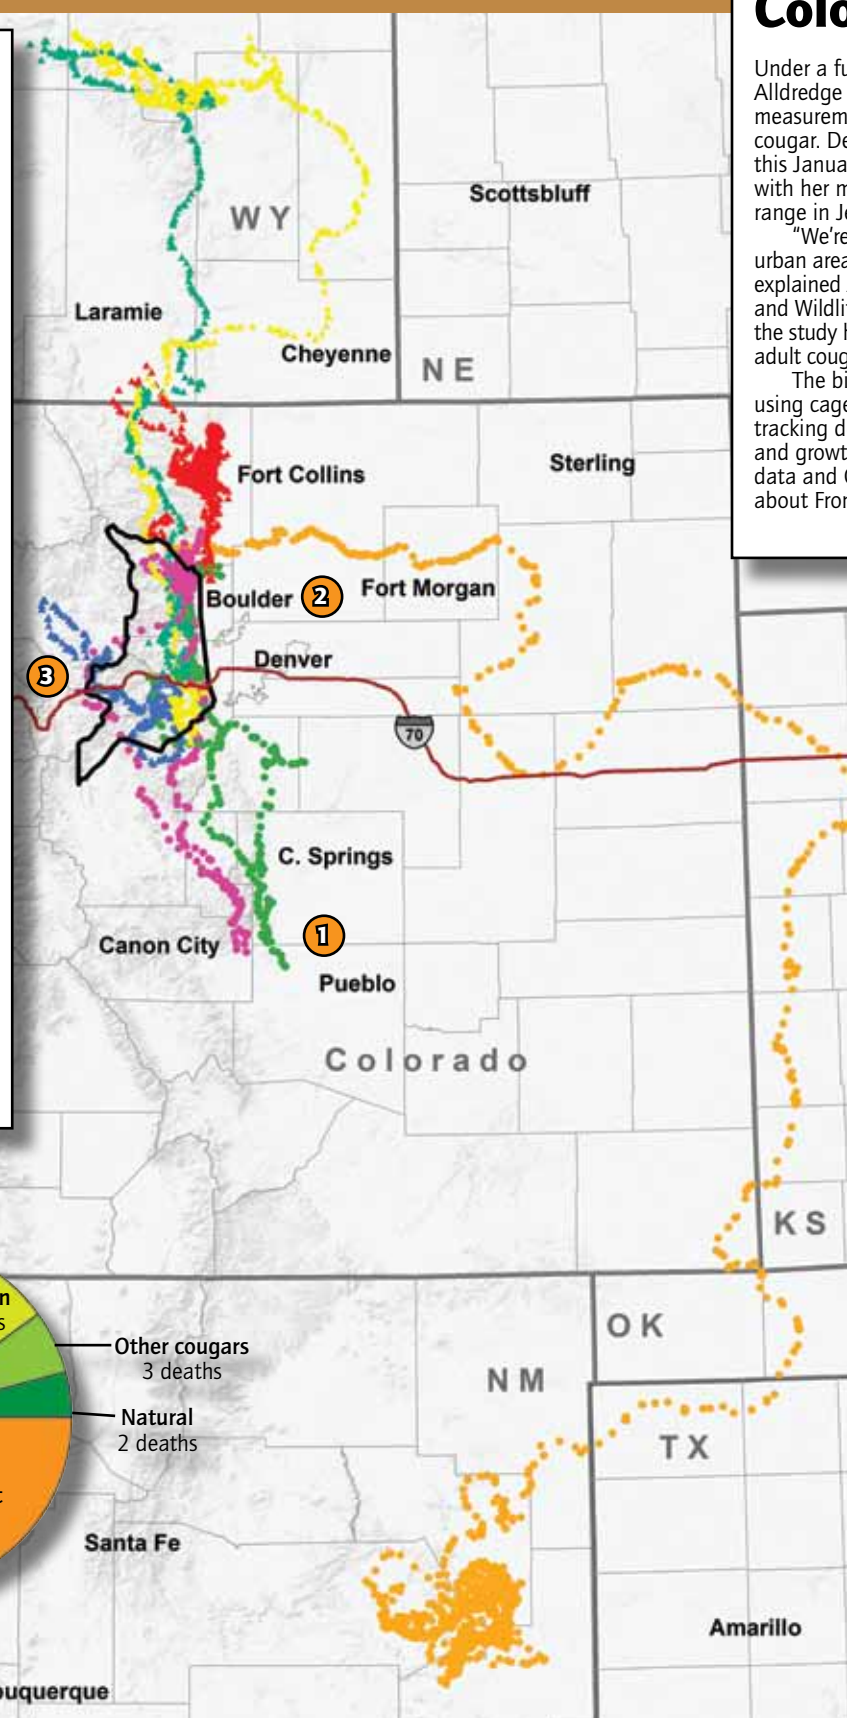 Colo
Under a fu
Alldredge
measurem
cougar. De
this Janua
with her m
range in Je
"We're
urban area
explained
and Wildli
the study h
adult coug
The bi
using cage
tracking d
and growt
data and
about Fron
WY
Scottsbluff
Laramie
Cheyenne
NE
Fort Collins
Sterling
Boulder 2
Fort Morgan
3
Denver
70
C. Springs
1
Canon City
Pueblo
Colorado
KS
OK
n
s
Other cougars
3 deaths
NM
Natural
2 deaths
TX
t
Santa Fe
Amarillo
buquerque